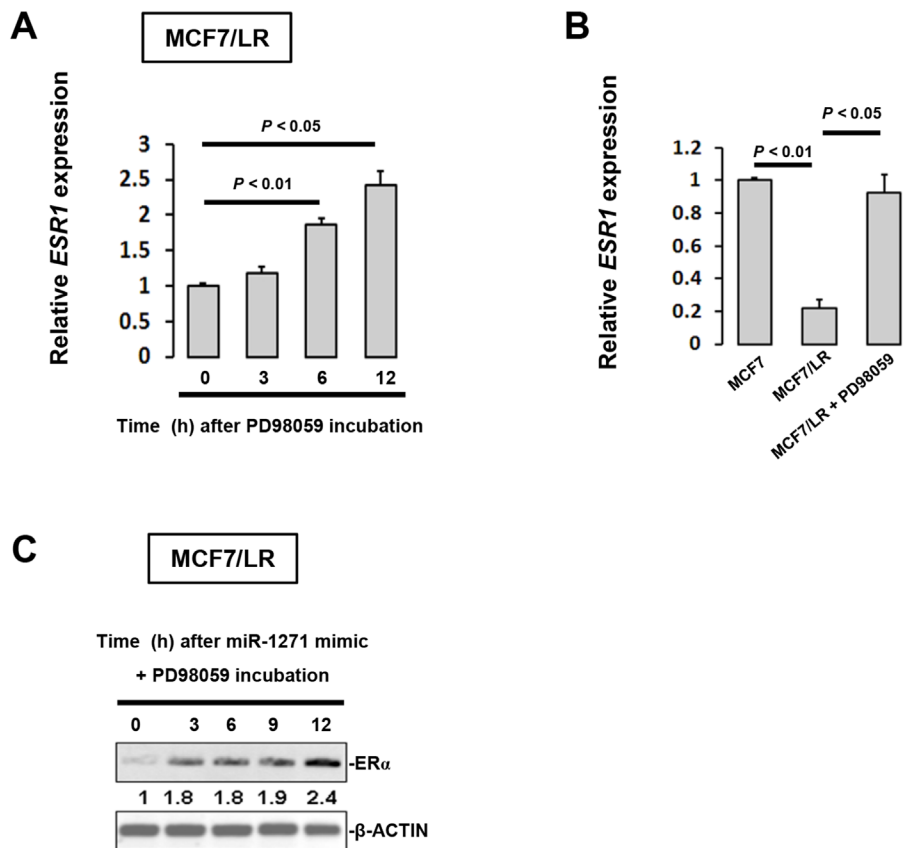 A
MCF7/LR
Relative ESR1 expression
3
2.5
2
1
0.5
0
P < 0.05
P < 0.01
0 3 6 12
Time (h) after PD98059 incubation
B
Relative ESR1 expression
1.2
1
0.8
0.6
0.4
0.2
0
P < 0.01
P < 0.05
MCF7
MCF7/LR
MCF7/LR + PD98059
C
MCF7/LR
Time (h) after miR-1271 mimic
+ PD98059 incubation
0 3 6 9 12
-ERα
1 1.8 1.8 1.9 2.4
-β-ACTIN